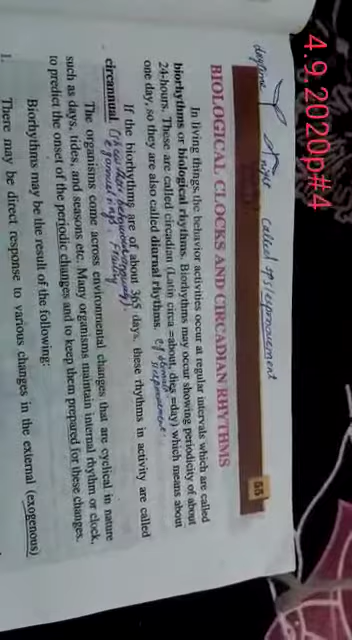 4.9.2020p#4
55
daytime night called sleepmovement
BIOLOGICAL CLOCKS AND CIRCADIAN RHYTHMS
In living things the behavior activities occur at regular intervals which are called
biorhythms or biological rhythms. Biorhythms may occur showing periodicity of about
24-hours. These are called circadian (Latin circa =about, dies =day) which means about
one day, so they are also called diurnal rhythms.
sleepmovement.
If the biorhythms are of about 365 days, these rhythms in activity are called
circannual.
The organisms come across environmental changes that are cyclical in nature
such as days, tides, and seasons etc. Many organisms maintain internal rhythm or clock,
to predict the onset of the periodic changes and to keep them prepared for these changes.
Biorhythms may be the result of the following:
1. There may be direct response to various changes in the external (exogenous)